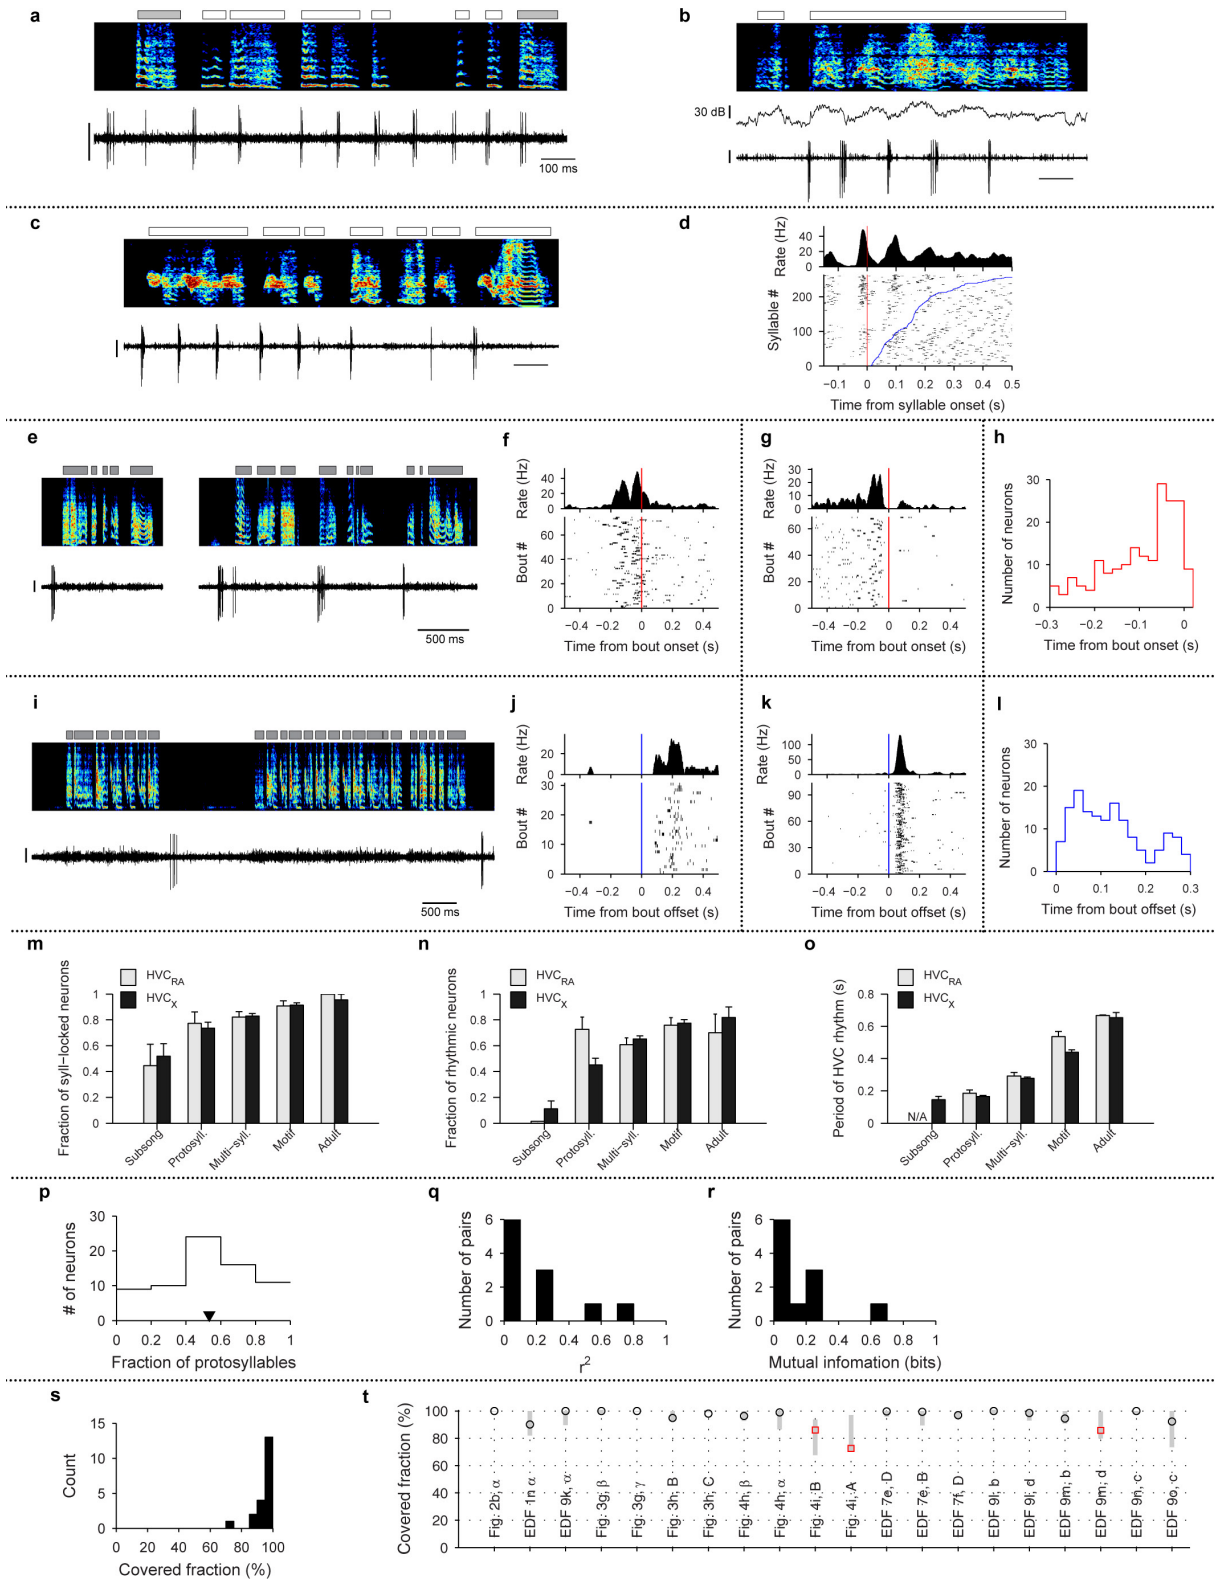 a
100 ms
b
30 dB
c
d
Rate (Hz)
40
20
0
Syllable #
200
100
0
−0.1 0 0.1 0.2 0.3 0.4 0.5
Time from syllable onset (s)
e
500 ms
f
Rate (Hz)
40
20
0
Bout #
60
40
20
0
−0.4 −0.2 0 0.2 0.4
Time from bout onset (s)
g
Rate (Hz)
30
20
10
0
Bout #
60
40
20
0
−0.4 −0.2 0 0.2 0.4
Time from bout onset (s)
h
Number of neurons
30
20
10
0
−0.3 −0.2 −0.1 0
Time from bout onset (s)
i
500 ms
j
Rate (Hz)
20
0
Bout #
30
20
10
0
−0.4 −0.2 0 0.2 0.4
Time from bout offset (s)
k
Rate (Hz)
100
50
0
Bout #
90
60
30
0
−0.4 −0.2 0 0.2 0.4
Time from bout offset (s)
l
Number of neurons
30
20
10
0
0 0.1 0.2 0.3
Time from bout offset (s)
m
HVC RA
HVC X
Fraction of syll−locked neurons
1
0.8
0.6
0.4
0.2
0
Subsong Protosyll. Multi−syll. Motif Adult
n
HVC RA
HVC X
Fraction of rhythmic neurons
1
0.8
0.6
0.4
0.2
0
Subsong Protosyll. Multi−syll. Motif Adult
o
HVC RA
HVC X
Period of HVC rhythm (s)
0.8
0.6
0.4
0.2
0
N/A
Subsong Protosyll. Multi−syll. Motif Adult
p
# of neurons
30
20
10
0
0 0.2 0.4 0.6 0.8 1
Fraction of protosyllables
q
Number of pairs
6
4
2
0
0 0.2 0.4 0.6 0.8 1
r²
r
Number of pairs
6
4
2
0
0 0.2 0.4 0.6 0.8 1
Mutual infomation (bits)
s
Count
15
10
5
0
0 20 40 60 80 100
Covered fraction (%)
t
Covered fraction (%)
100
80
60
40
20
0
Fig. 2b, α
EDF 1n α
EDF 9k, α
Fig. 3g, β
Fig. 3g, γ
Fig. 3h, B
Fig. 3h, C
Fig. 4h, β
Fig. 4h, α
Fig. 4i, B
Fig. 4i, A
EDF 7e, D
EDF 7e, B
EDF 7f, D
EDF 9l, b
EDF 9l, d
EDF 9m, b
EDF 9m, d
EDF 9n, c
EDF 9o, c